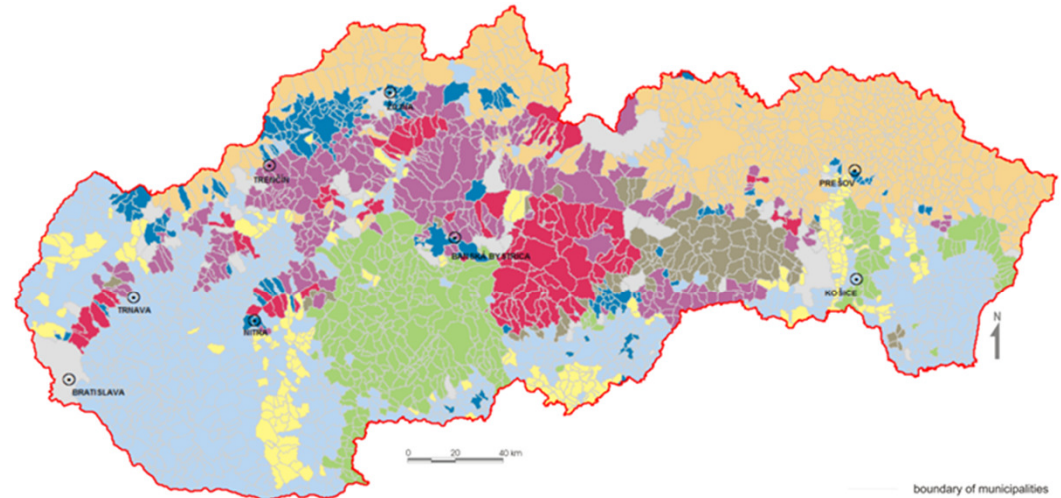 ŽILINA
TRENČÍN
PREŠOV
BANSKÁ BYSTRICA
KOŠICE
TRNAVA
NITRA
N
BRATISLAVA
0 20 40 km
boundary of municipalities